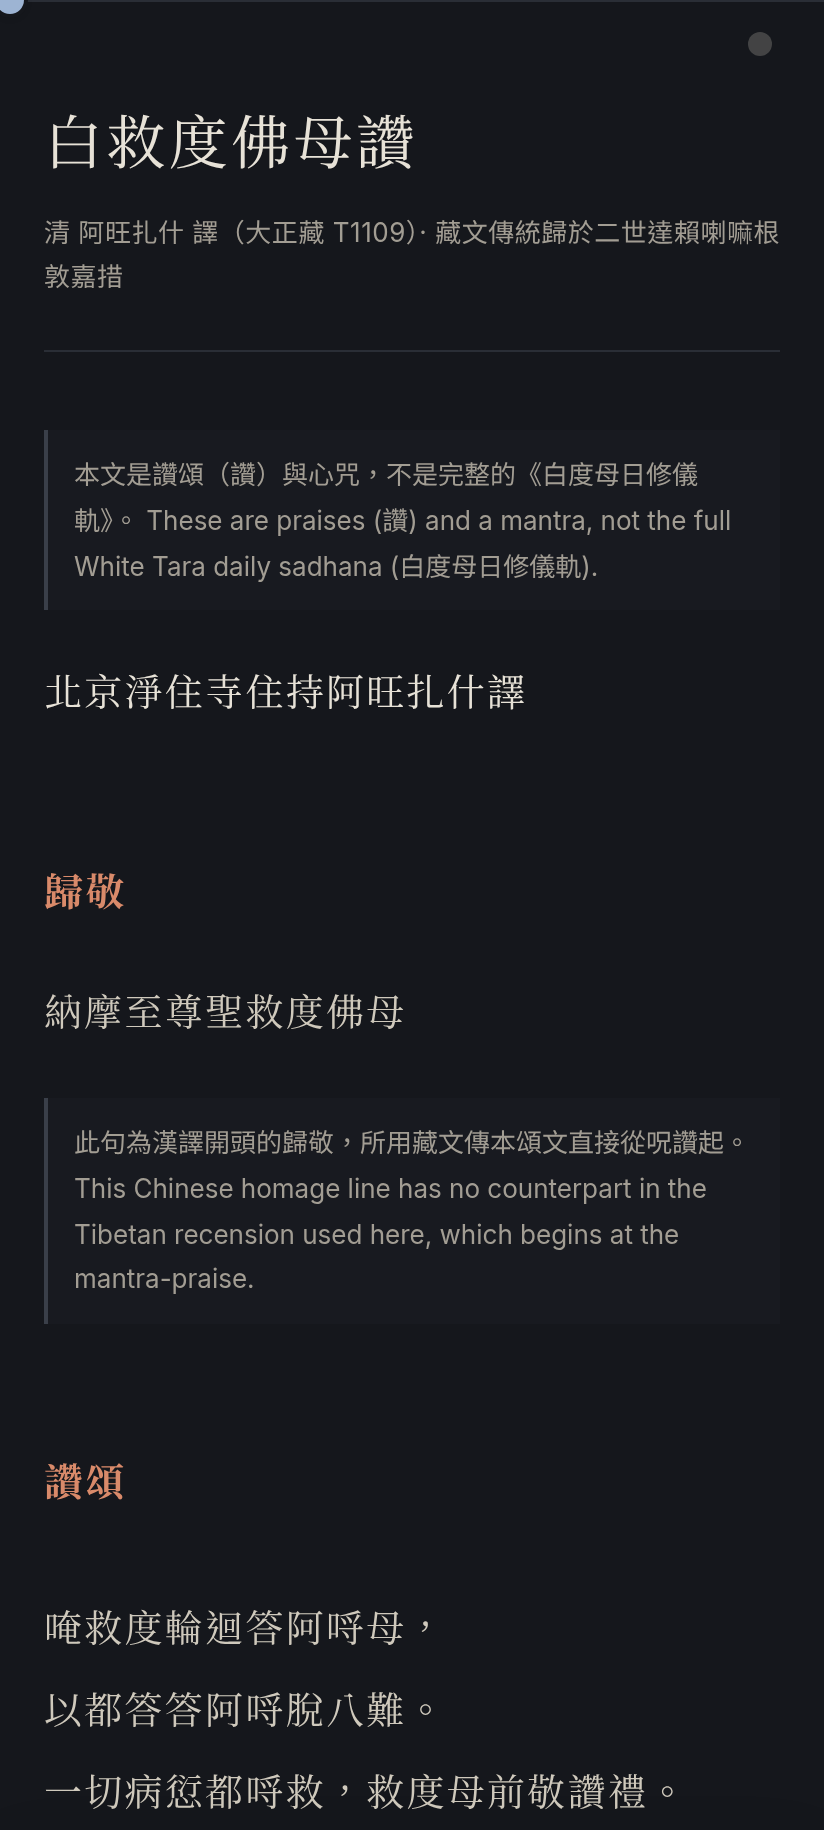 白救度佛母讚
清 阿旺扎什 譯（大正藏 T1109）· 藏文傳統歸於二世達賴喇嘛根
敦嘉措
本文是讚頌（讚）與心咒，不是完整的《白度母日修儀
軌》。 These are praises (讚) and a mantra, not the full
White Tara daily sadhana (白度母日修儀軌).
北京淨住寺住持阿旺扎什譯
歸敬
納摩至尊聖救度佛母
此句為漢譯開頭的歸敬，所用藏文傳本頌文直接從呪讚起。
This Chinese homage line has no counterpart in the
Tibetan recension used here, which begins at the
mantra-praise.
讚頌
唵救度輪迴答阿哷母，
以都答答阿哷脫八難。
一切病愆都哷救，救度母前敬讚禮。